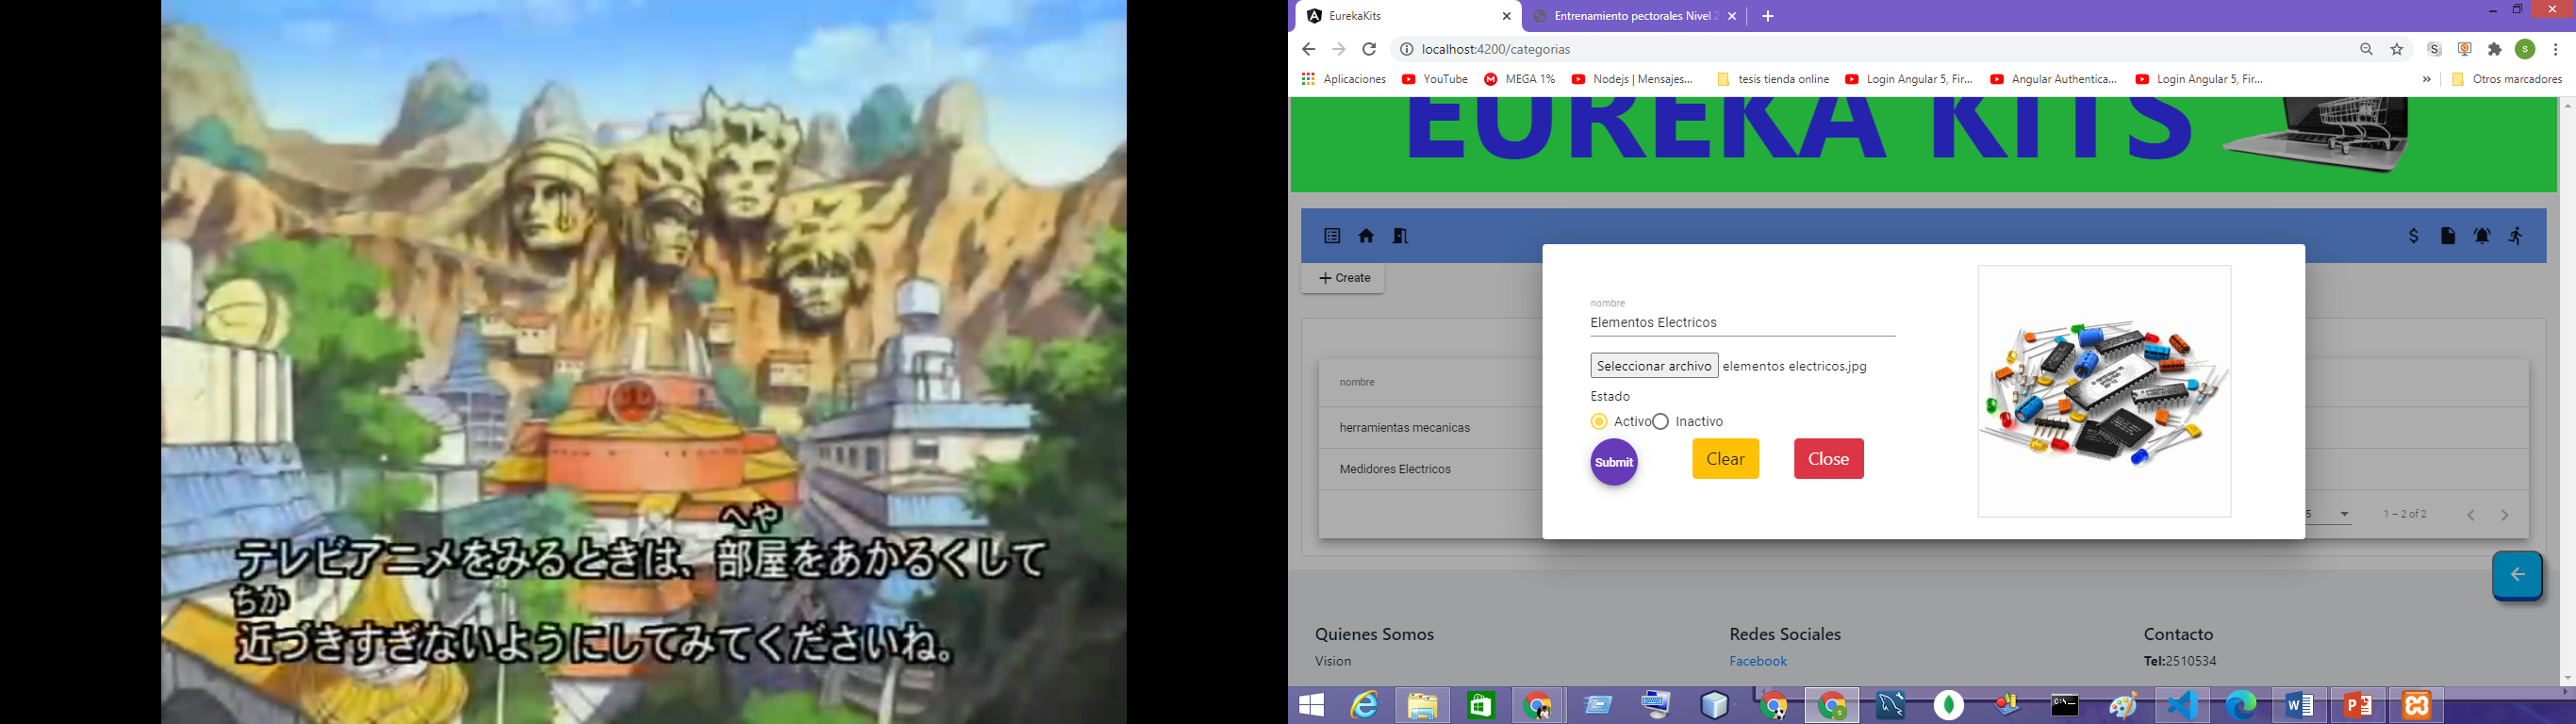 へや
テレビアニメをみるときは、部屋をあかるくして
ちか
近づきすぎないようにしてみてくださいね。
EurekaKits
Entrenamiento pectorales Nivel 2
localhost:4200/categorias
Aplicaciones
YouTube
MEGA 1%
Nodejs | Mensajes...
tesis tienda online
Login Angular 5, Fir...
Angular Authentica...
Login Angular 5, Fir...
»
Otros marcadores
EUREKA KITS
Create
nombre
herramientas mecanicas
Medidores Electricos
nombre
Elementos Electricos
Seleccionar archivo elementos electricos.jpg
Estado
Activo Inactivo
Submit Clear Close
5 1 – 2 of 2
Quienes Somos
Vision
Redes Sociales
Facebook
Contacto
Tel:2510534